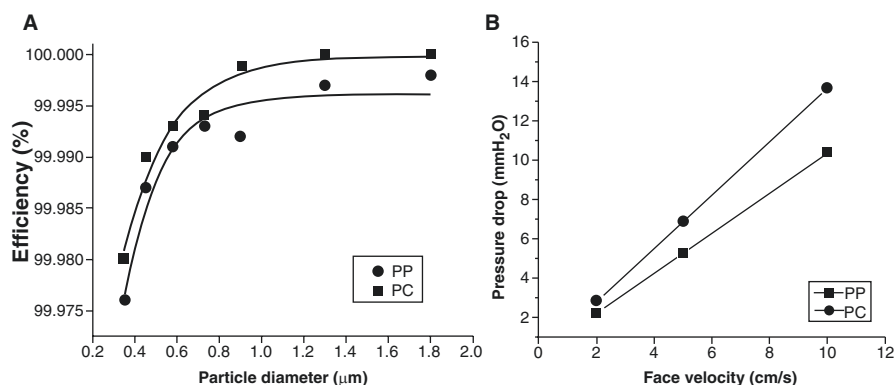 A
Efficiency (%)
100.000
99.995
99.990
99.985
99.980
99.975
0.2 0.4 0.6 0.8 1.0 1.2 1.4 1.6 1.8 2.0
Particle diameter (μm)
PP
PC
B
Pressure drop (mmH2O)
16
14
12
10
8
6
4
2
0 2 4 6 8 10 12
Face velocity (cm/s)
PP
PC